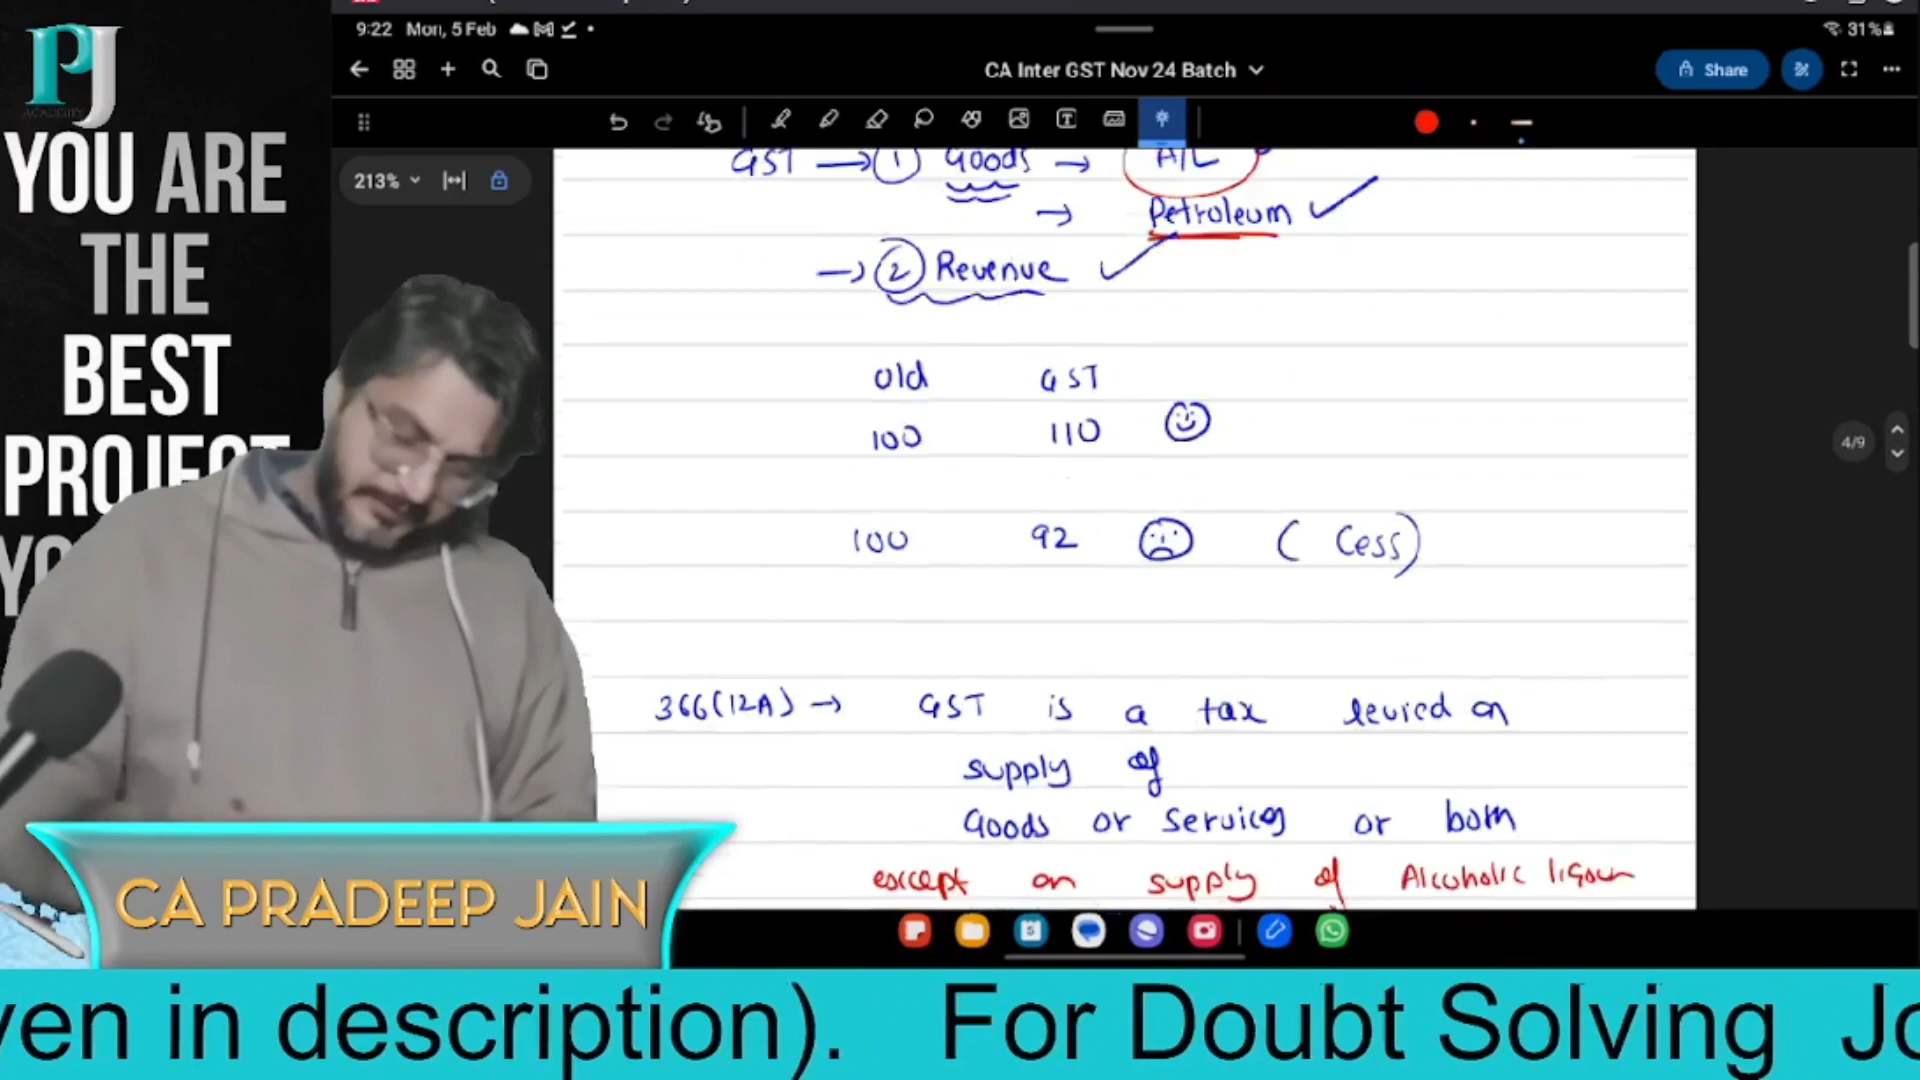 9:22 Mon, 5 Feb
31%
CA Inter GST Nov 24 Batch
Share
213%
PJ
ACADEMY
YOU ARE
THE
BEST
PROJECT
GST → ① Goods → A/L
→ Petroleum ✓
→ ② Revenue ✓
old GST
100 110
100 92 ( Cess)
4/9
366(12A) → GST is a tax levied on
supply of
Goods or services or both
except on supply of Alcoholic liquor
CA PRADEEP JAIN
ven in description). For Doubt Solving Jo